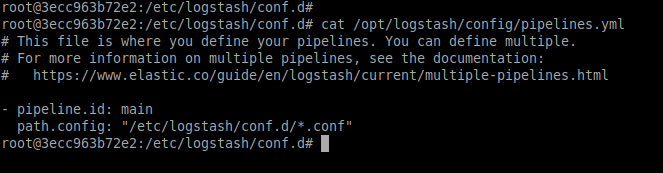 root@3ecc963b72e2:/etc/logstash/conf.d#
root@3ecc963b72e2:/etc/logstash/conf.d# cat /opt/logstash/config/pipelines.yml
# This file is where you define your pipelines. You can define multiple.
# For more information on multiple pipelines, see the documentation:
#   https://www.elastic.co/guide/en/logstash/current/multiple-pipelines.html

- pipeline.id: main
  path.config: "/etc/logstash/conf.d/*.conf"
root@3ecc963b72e2:/etc/logstash/conf.d#